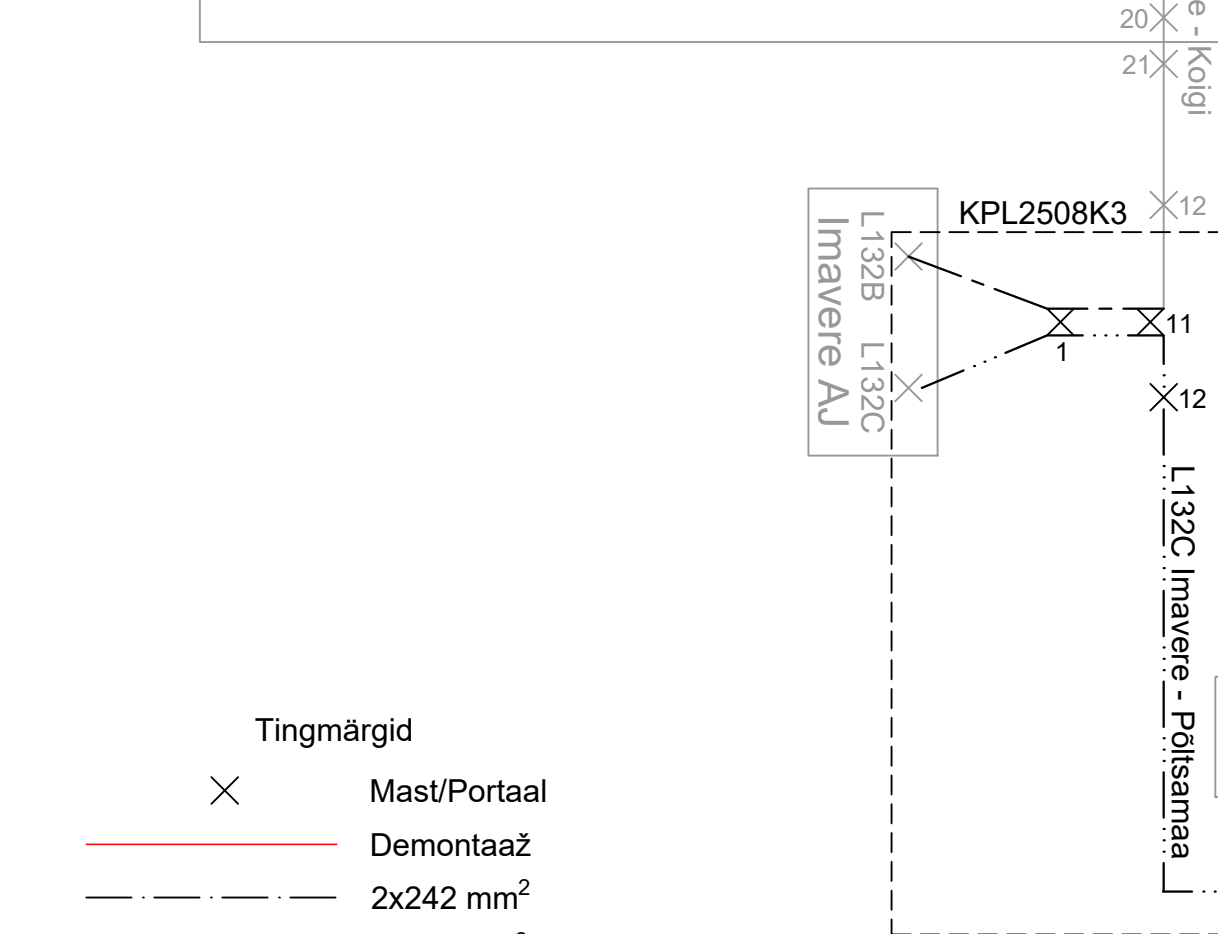 20
e - Koigi
21
12
KPL2508K3
L132B
L132C
Imavere AJ
11
1
12
L132C Imavere - Põltsamaa
Tingmärgid
Mast/Portaal
Demontaaž
2x242 mm²